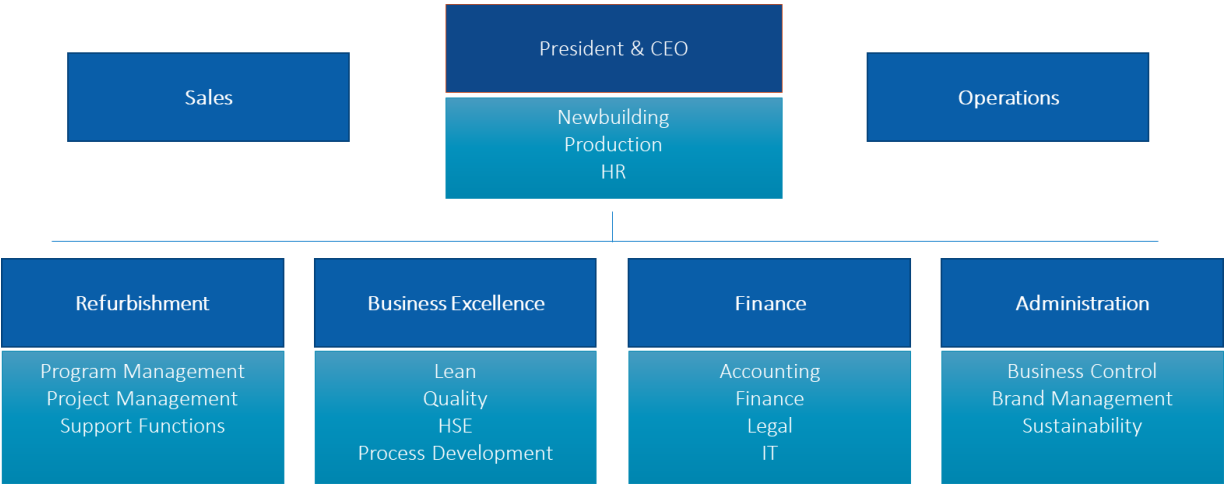 President & CEO
Sales
Operations
Newbuilding
Production
HR
Refurbishment
Program Management
Project Management
Support Functions
Business Excellence
Lean
Quality
HSE
Process Development
Finance
Accounting
Finance
Legal
IT
Administration
Business Control
Brand Management
Sustainability